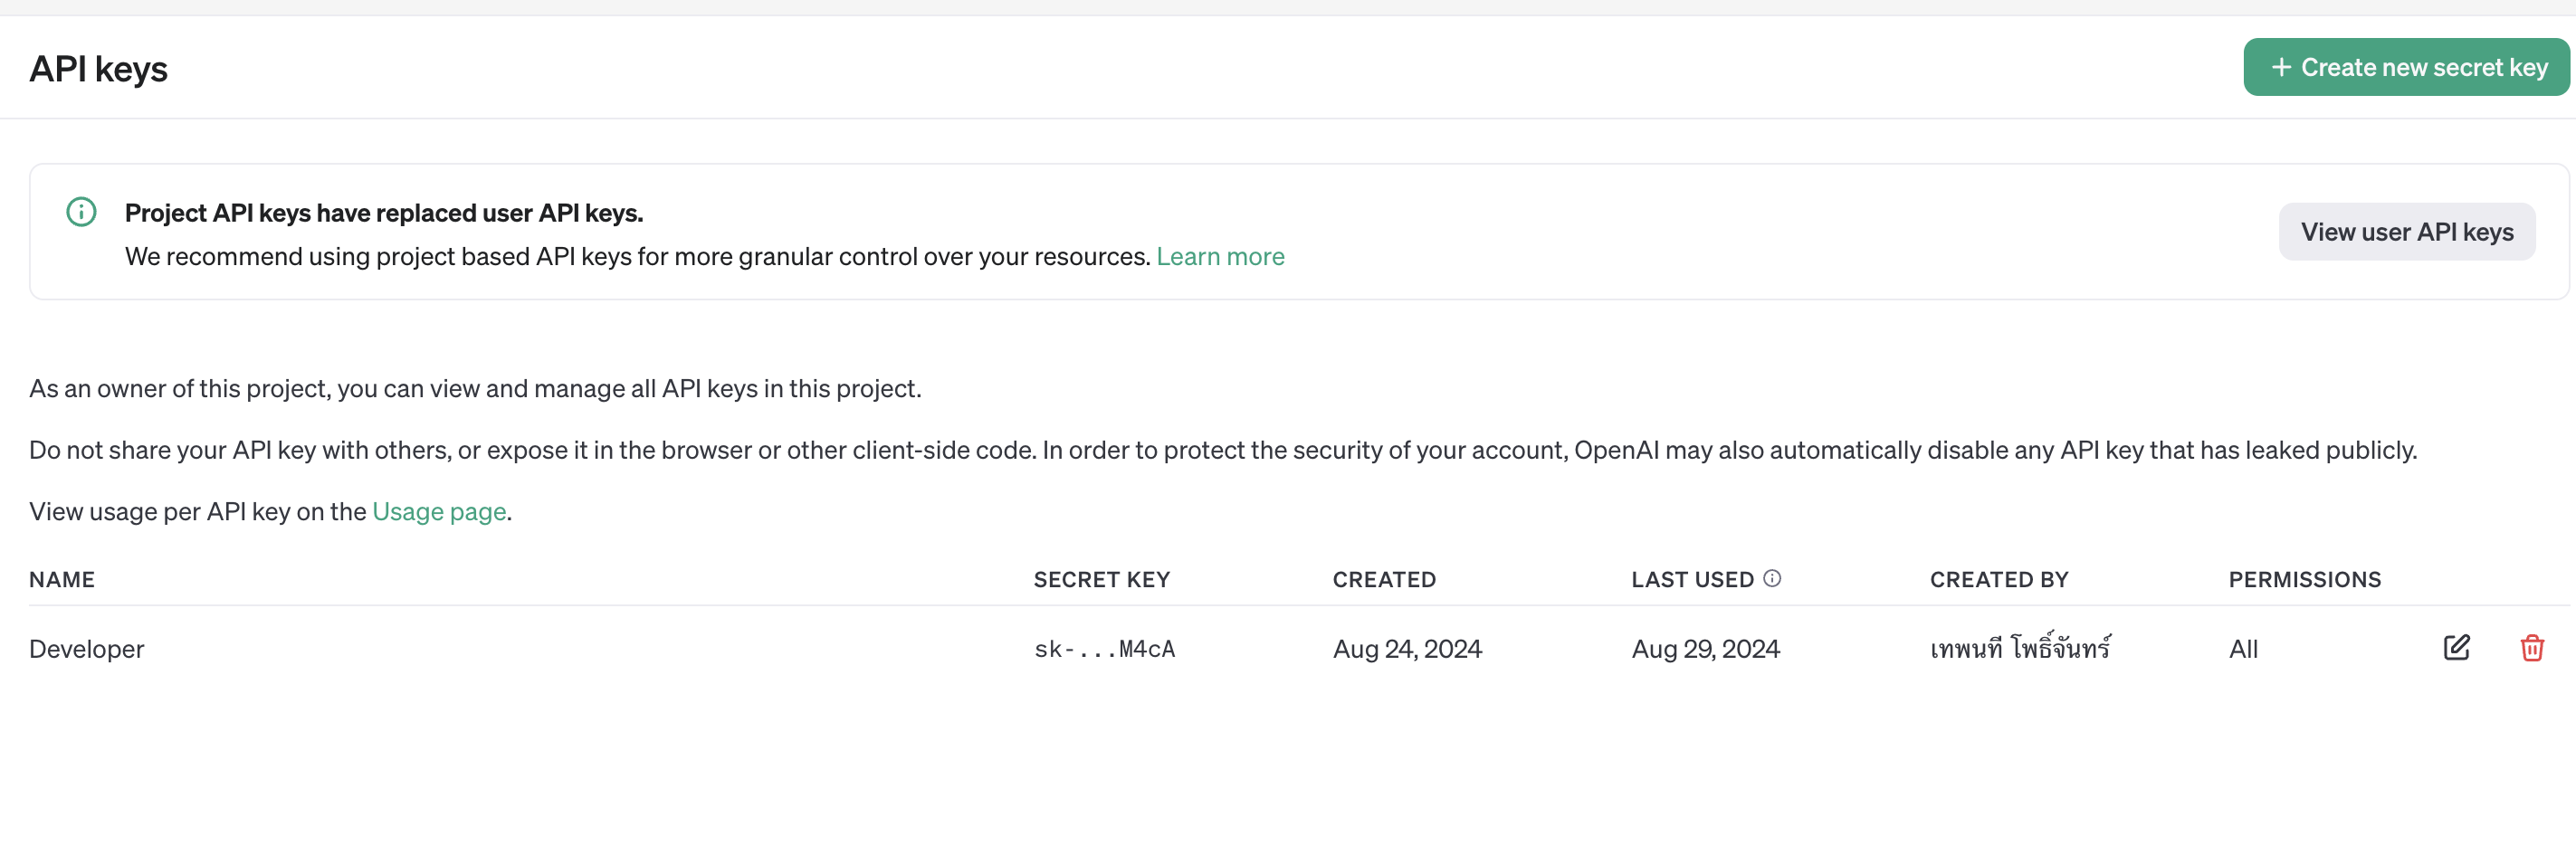 API keys
+ Create new secret key
Project API keys have replaced user API keys.
We recommend using project based API keys for more granular control over your resources. Learn more
View user API keys
As an owner of this project, you can view and manage all API keys in this project.
Do not share your API key with others, or expose it in the browser or other client-side code. In order to protect the security of your account, OpenAI may also automatically disable any API key that has leaked publicly.
View usage per API key on the Usage page.
NAME SECRET KEY CREATED LAST USED CREATED BY PERMISSIONS
Developer sk-...M4cA Aug 24, 2024 Aug 29, 2024 เทพนที โพธิ์จันทร์ All